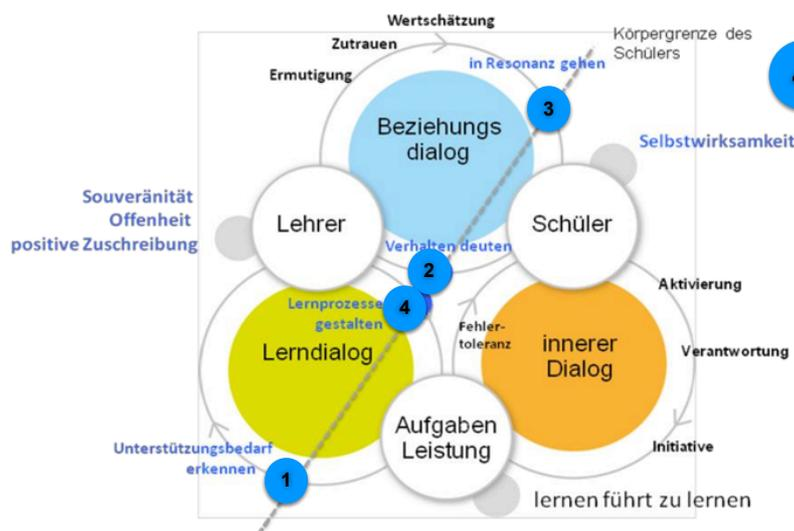 Wertschätzung
Zutrauen
Ermutigung
in Resonanz gehen
Körpergrenze des
Schülers
3
Beziehungs
dialog
Selbstwirksamkeit
Souveränität
Offenheit
positive Zuschreibung
Lehrer
Schüler
Verhalten deuten
2
Lernprozesse
gestalten
4
Fehler-
toleranz
Aktivierung
Lerndialog
innerer
Dialog
Verantwortung
Aufgaben
Leistung
Unterstützungsbedarf
erkennen
1
Initiative
lernen führt zu lernen